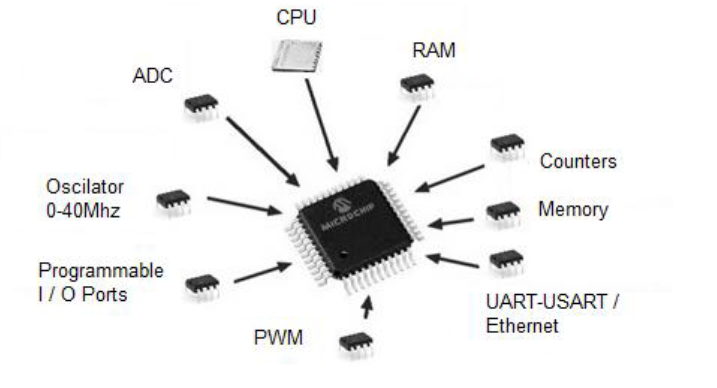 CPU
RAM
ADC
Counters
Oscilator
0-40Mhz
Memory
MICROCHIP
Programmable
I / O Ports
UART-USART /
Ethernet
PWM